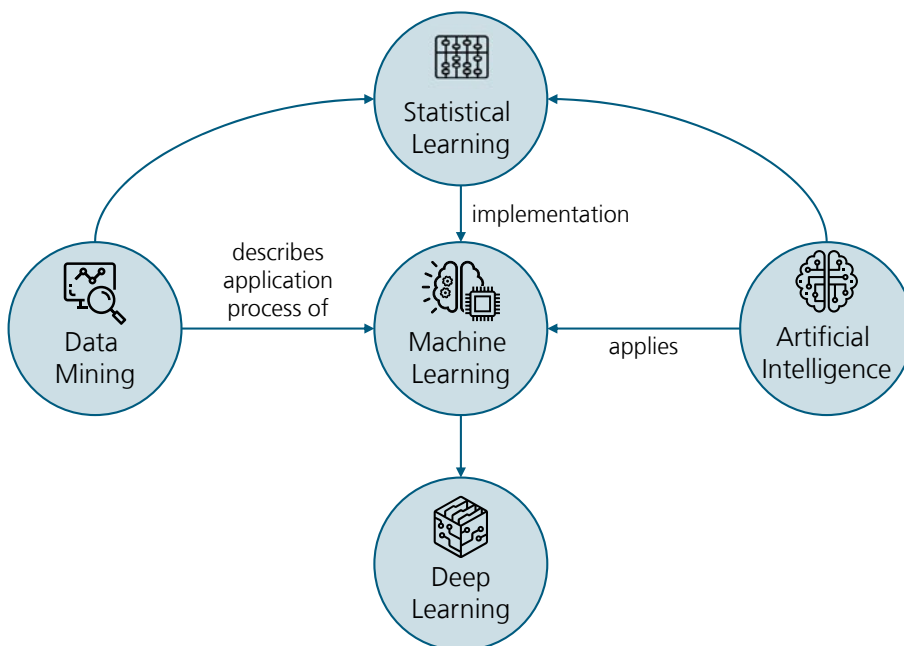 Statistical
Learning
implementation
describes
application
process of
Data
Mining
Machine
Learning
applies
Artificial
Intelligence
Deep
Learning